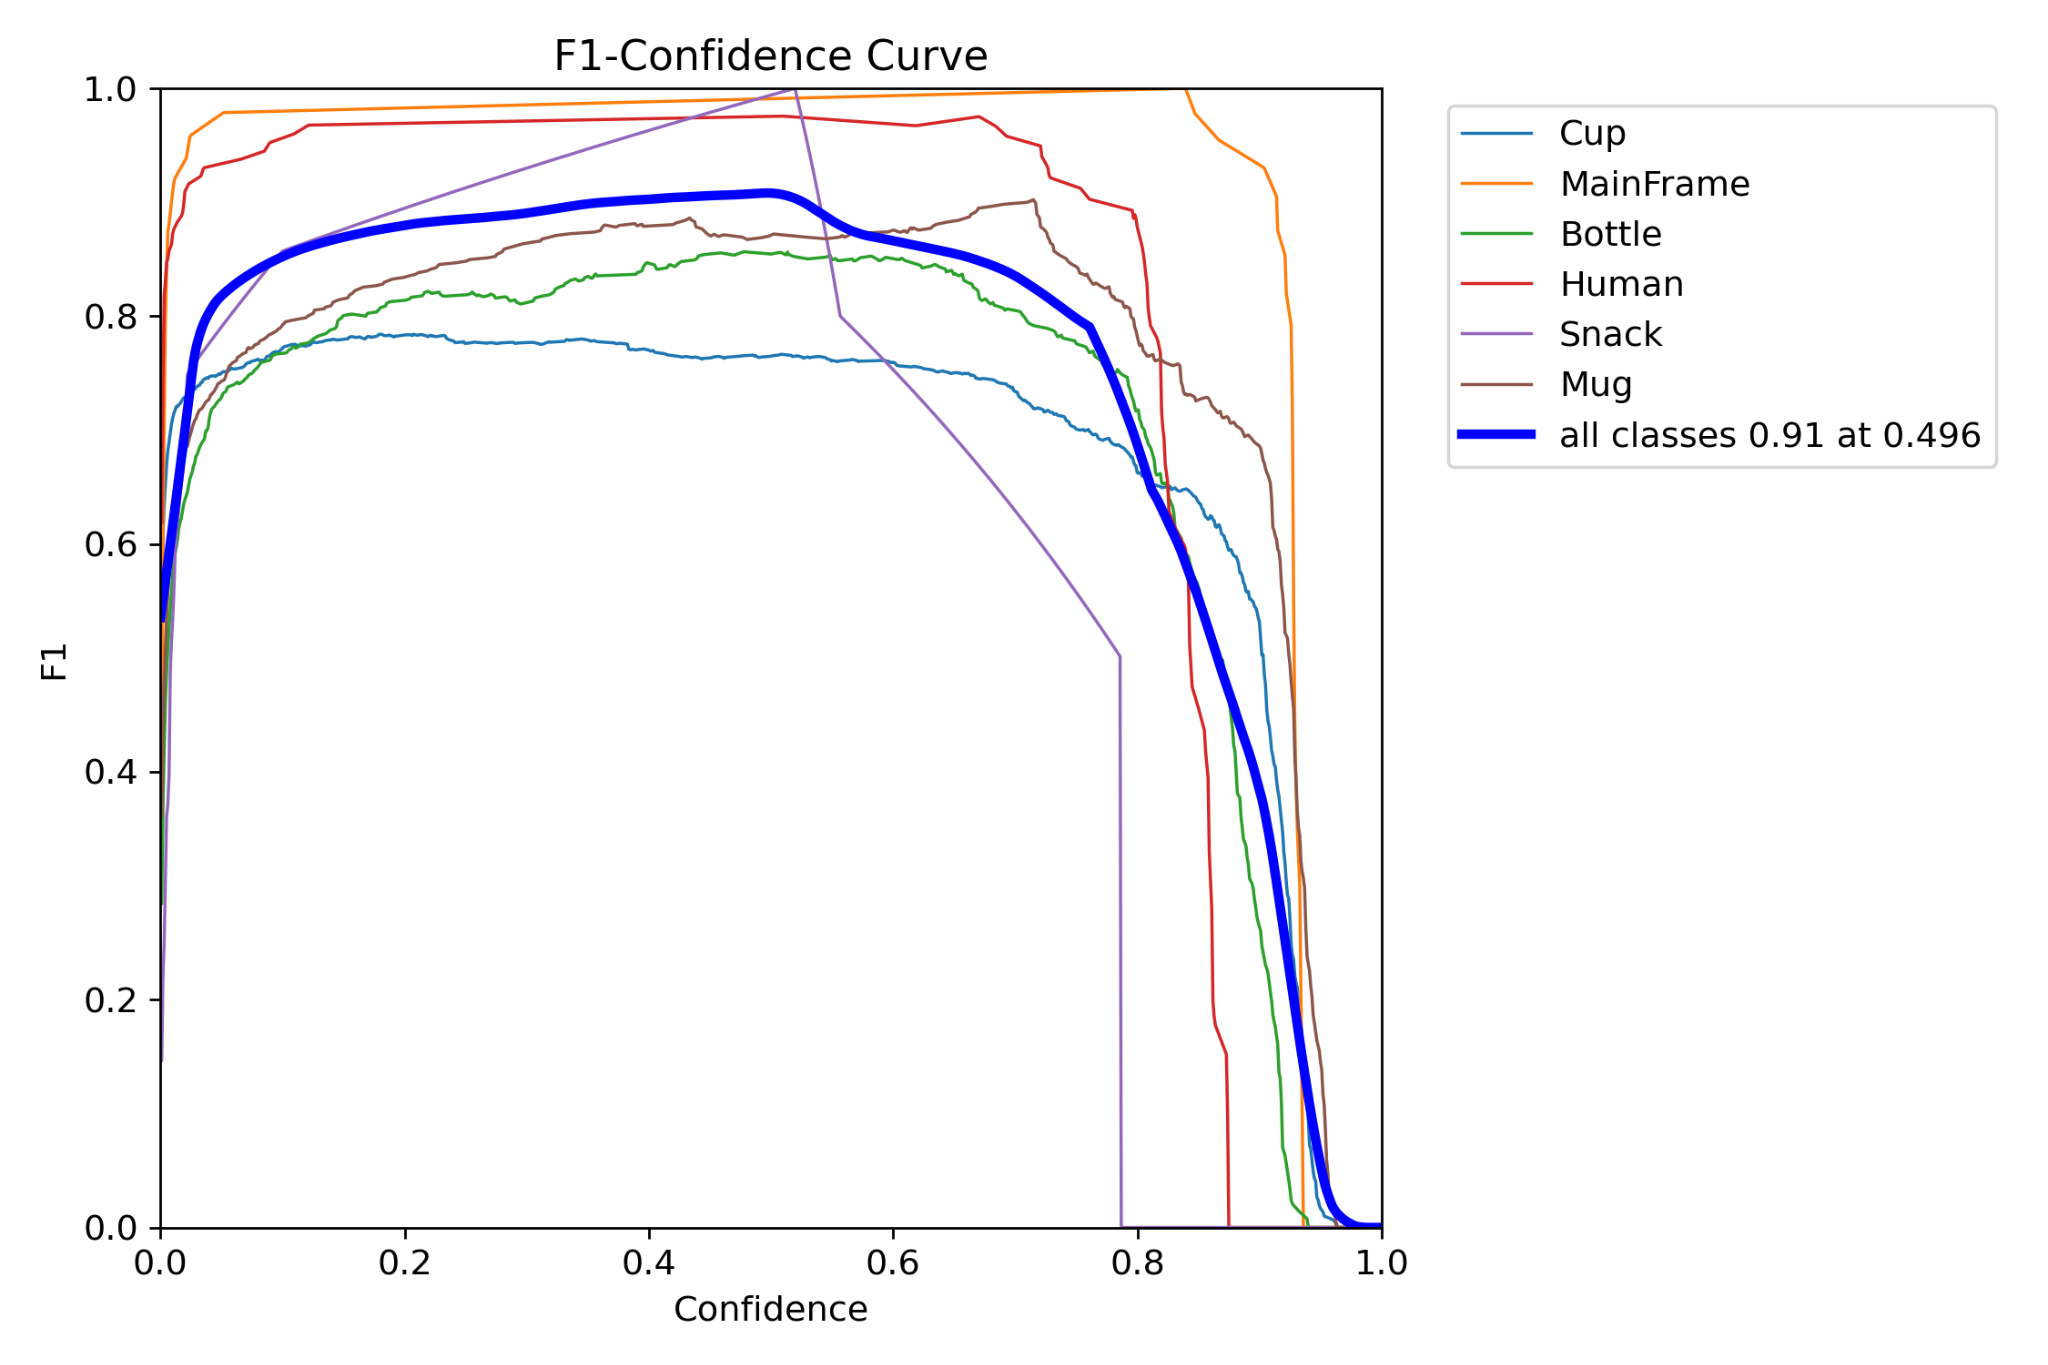 F1-Confidence Curve
1.0
0.8
0.6
0.4
0.2
0.0
F1
0.0 0.2 0.4 0.6 0.8 1.0
Confidence
Cup
MainFrame
Bottle
Human
Snack
Mug
all classes 0.91 at 0.496